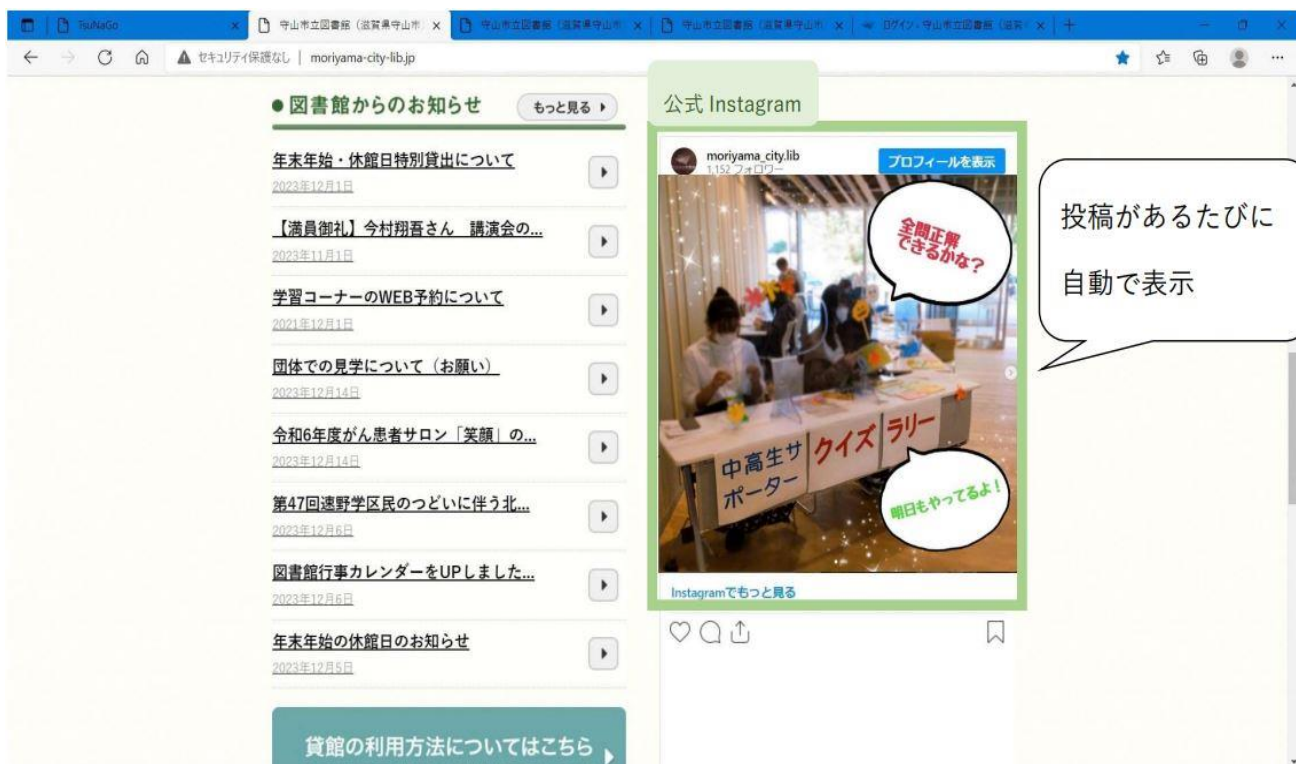 TsuNaGo
守山市立図書館（滋賀県守山市
守山市立図書館（滋賀県守山市
守山市立図書館（滋賀県守山市
ログイン - 守山市立図書館（滋賀
セキュリティ保護なし
moriyama-city-lib.jp
図書館からのお知らせ
もっと見る
年末年始・休館日特別貸出について
2023年12月1日
【満員御礼】今村翔吾さん 講演会の...
2023年11月1日
学習コーナーのWEB予約について
2021年12月1日
団体での見学について（お願い）
2023年12月14日
令和6年度がん患者サロン「笑顔」の...
2023年12月14日
第47回速野学区民のつどいに伴う北...
2023年12月6日
図書館行事カレンダーをUPしました...
2023年12月6日
年末年始の休館日のお知らせ
2023年12月5日
貸館の利用方法についてはこちら
公式 Instagram
moriyama_city.lib
1,152 フォロワー
プロフィールを表示
全問正解
できるかな？
中高生サ
ポーター
クイズ
ラリー
明日もやってるよ！
Instagramでもっと見る
投稿があるたびに
自動で表示